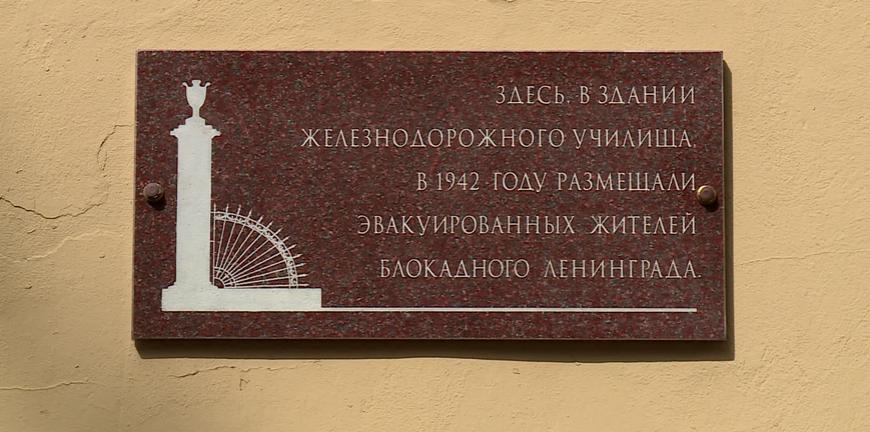 ЗДЕСЬ, В ЗДАНИИ
ЖЕЛЕЗНОДОРОЖНОГО УЧИЛИЩА,
В 1942 ГОДУ РАЗМЕЩАЛИ
ЭВАКУИРОВАННЫХ ЖИТЕЛЕЙ
БЛОКАДНОГО ЛЕНИНГРАДА.